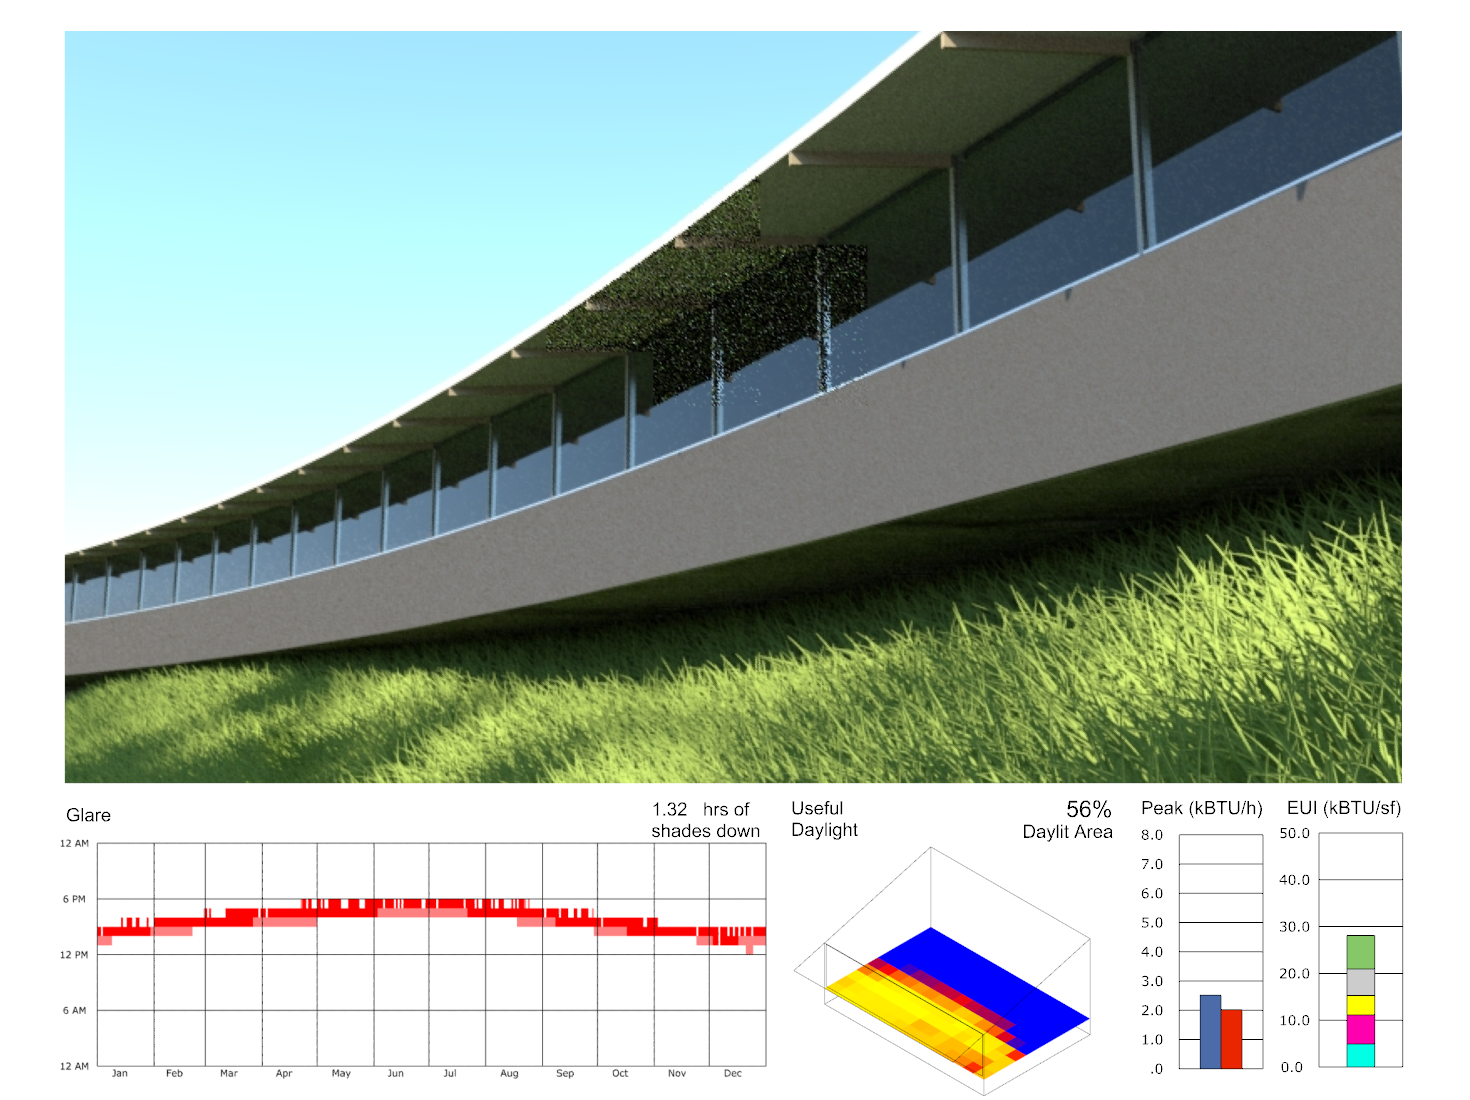 Glare
1.32 hrs of
shades down
12 AM
6 PM
12 PM
6 AM
12 AM
Jan Feb Mar Apr May Jun Jul Aug Sep Oct Nov Dec
Useful
Daylight
56%
Daylit Area
Peak (kBTU/h)
8.0
7.0
6.0
5.0
4.0
3.0
2.0
1.0
.0
EUI (kBTU/sf)
50.0
40.0
30.0
20.0
10.0
0.0